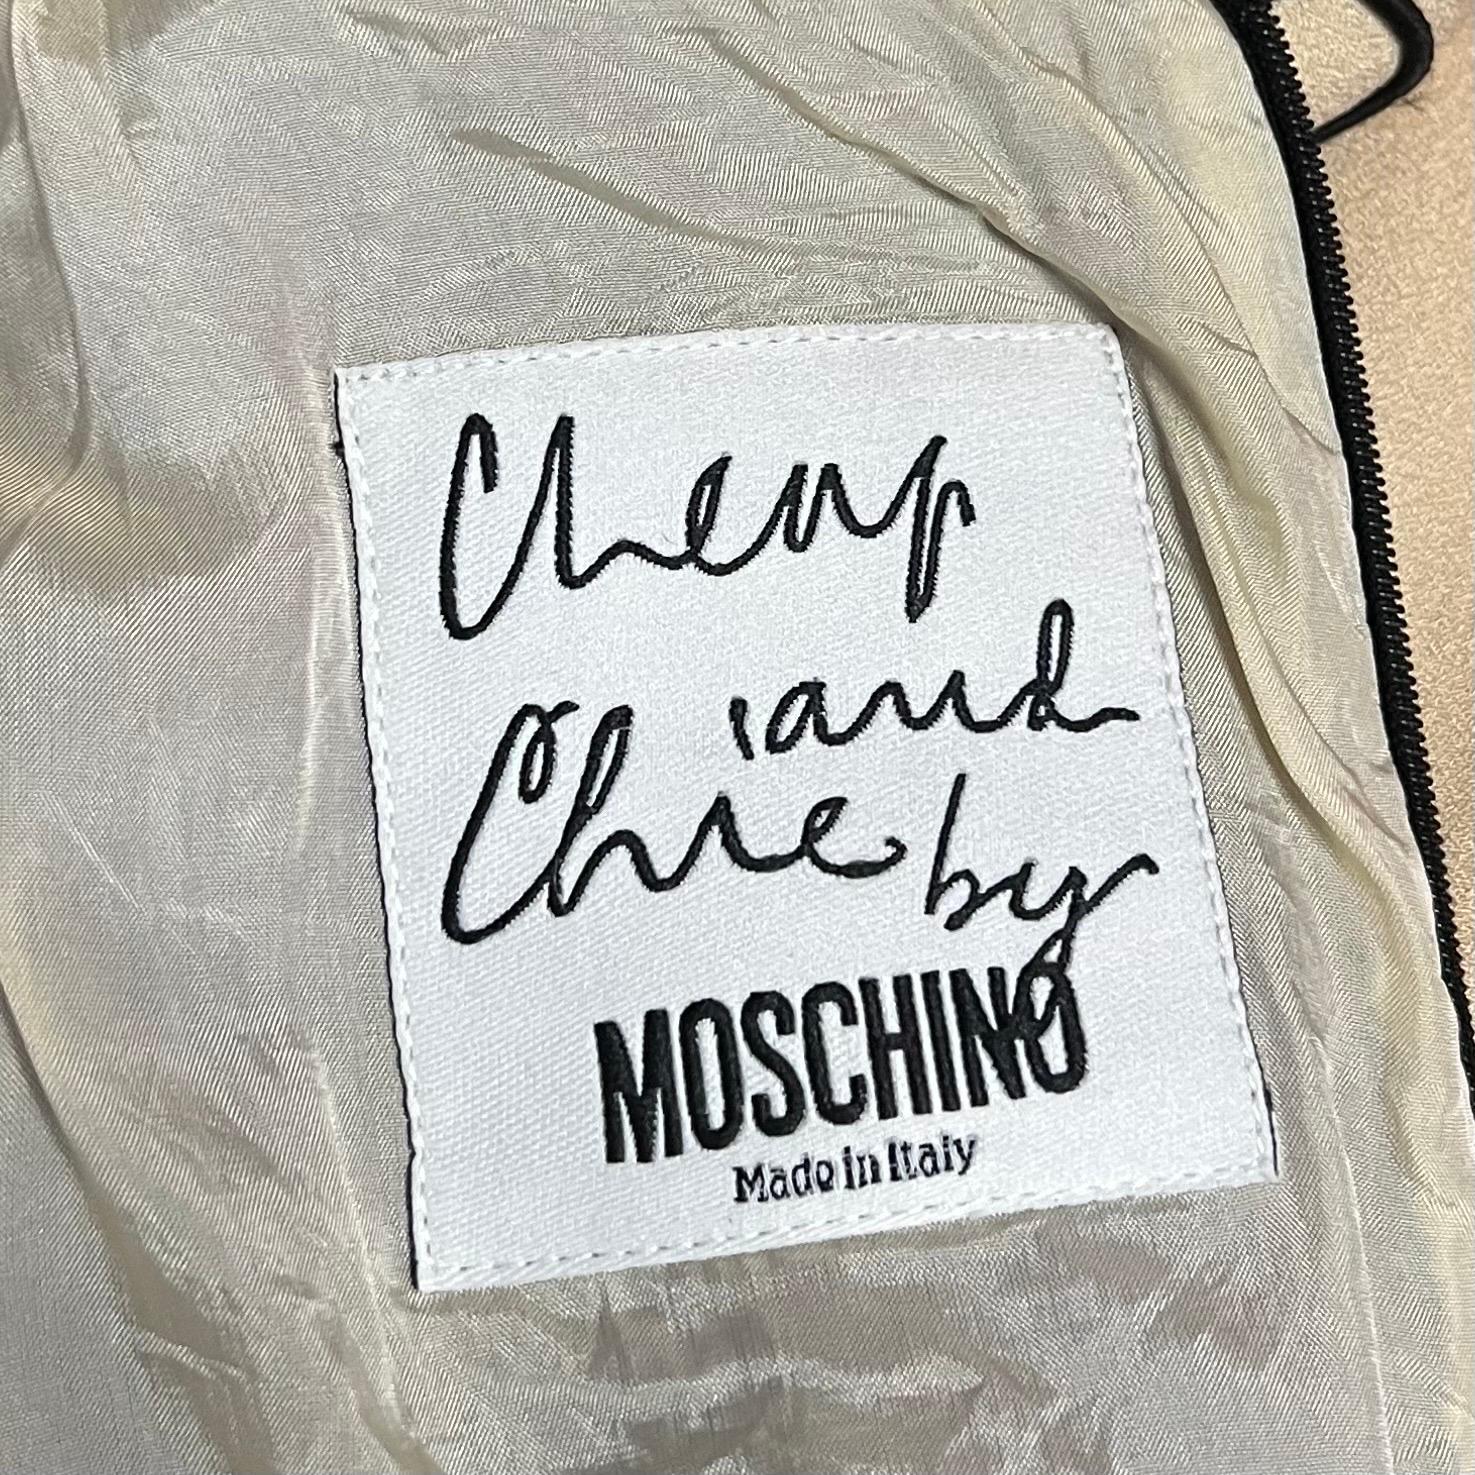 Cheap
and
Chic by
MOSCHINO
Made in Italy